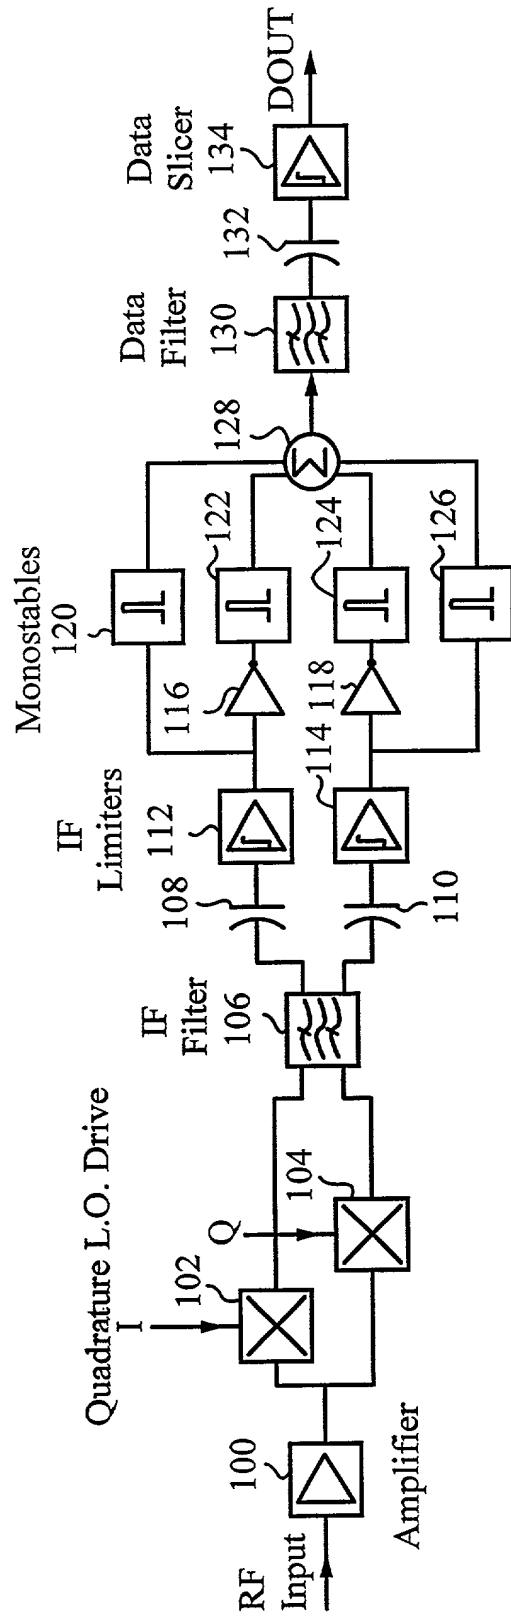 RF
Input
100
Amplifier
Quadrature L.O. Drive
I
102
Q
104
IF
Filter
106
108
110
IF
Limiters
112
114
116
118
Monostables
120
122
124
126
128
Σ
Data
Filter
130
132
Data
Slicer
134
DOUT